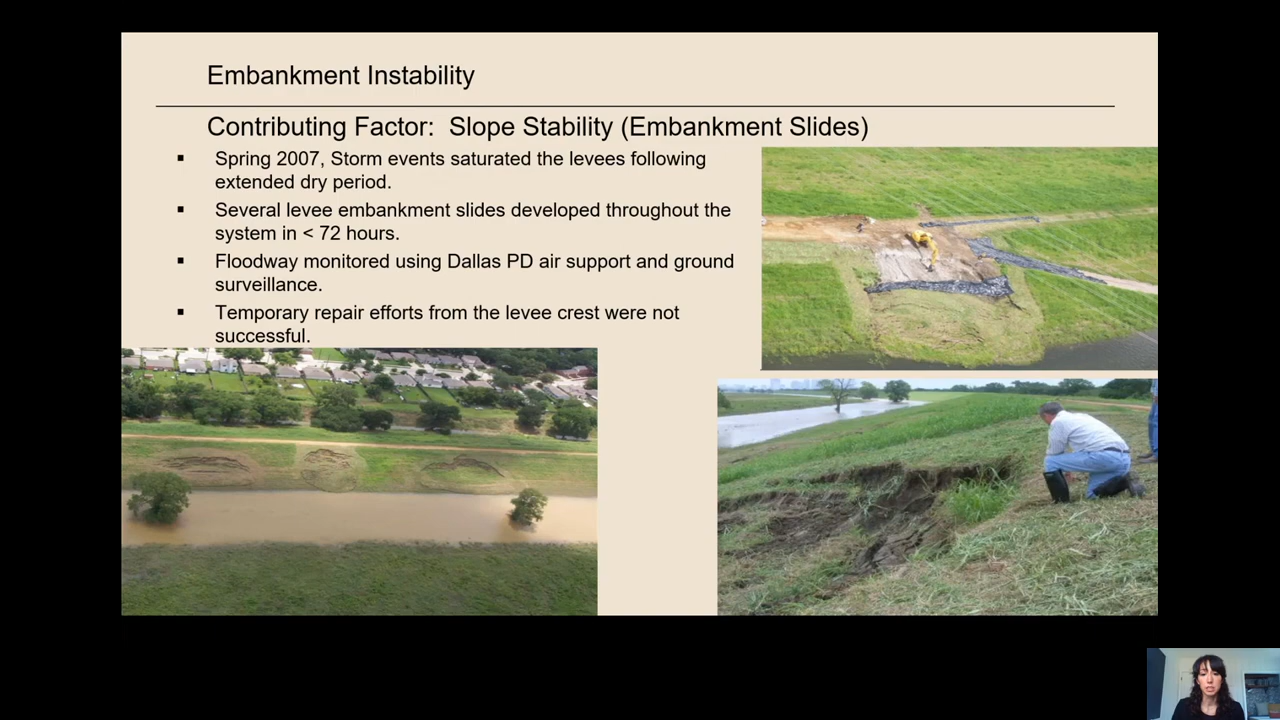 Embankment Instability
Contributing Factor:  Slope Stability (Embankment Slides)
▪ Spring 2007, Storm events saturated the levees following
extended dry period.
▪ Several levee embankment slides developed throughout the
system in < 72 hours.
▪ Floodway monitored using Dallas PD air support and ground
surveillance.
▪ Temporary repair efforts from the levee crest were not
successful.